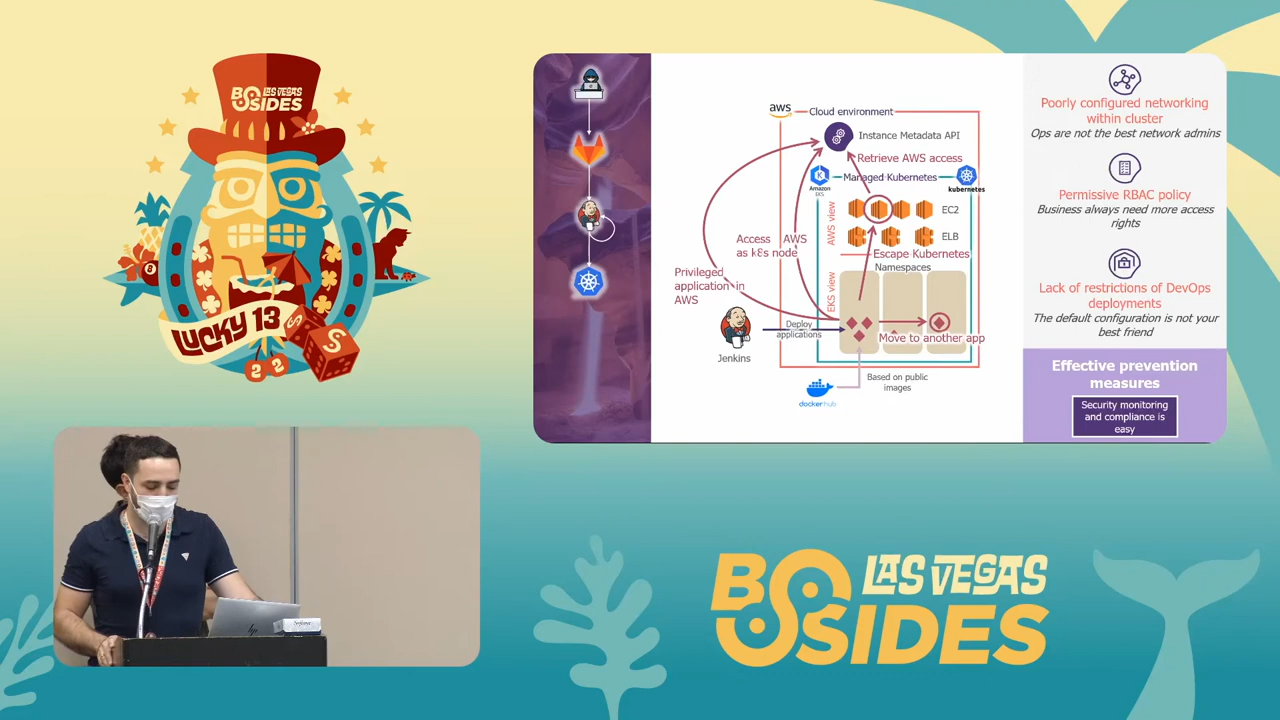 BSIDES LAS VEGAS
LUCKY 13
S
S
8
2 2
aws
Cloud environment
Instance Metadata API
Retrieve AWS access
Amazon
EKS
Managed Kubernetes
kubernetes
AWS view
EC2
ELB
Access AWS
as k8s node
Escape Kubernetes
Namespaces
Privileged
application in
AWS
EKS view
Jenkins
Deploy
applications
Move to another app
Based on public
images
docker hub
Poorly configured networking
within cluster
Ops are not the best network admins
Permissive RBAC policy
Business always need more access
rights
Lack of restrictions of DevOps
deployments
The default configuration is not your
best friend
Effective prevention
measures
Security monitoring
and compliance is
easy
hp
BSIDES
LAS VEGAS